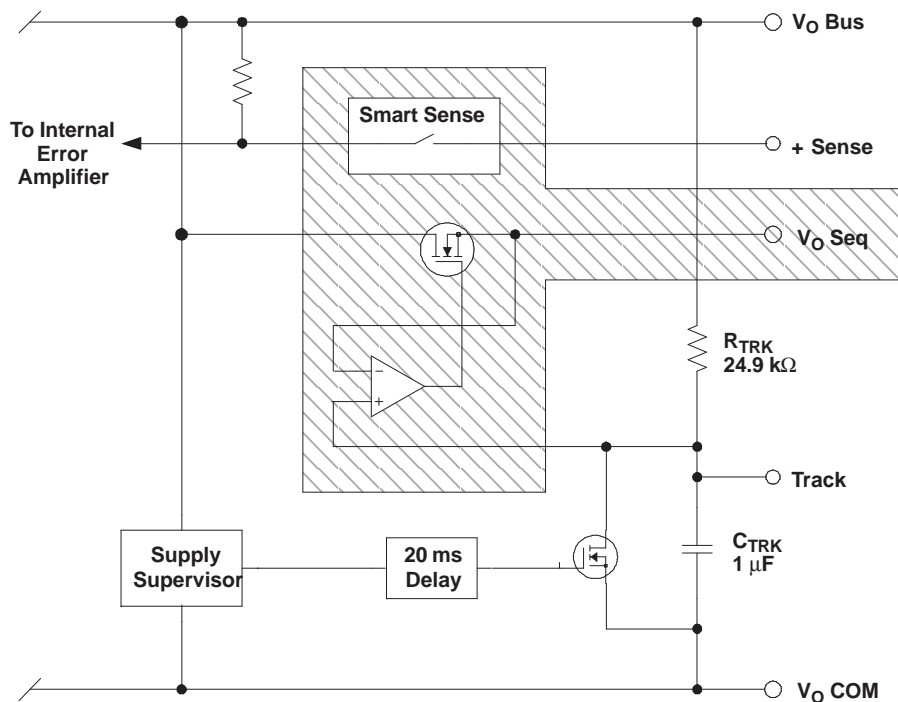 V_O Bus
Smart Sense
To Internal
Error
Amplifier
+ Sense
V_O Seq
−
+
R_TRK
24.9 kΩ
Track
Supply
Supervisor
20 ms
Delay
C_TRK
1 μF
V_O COM